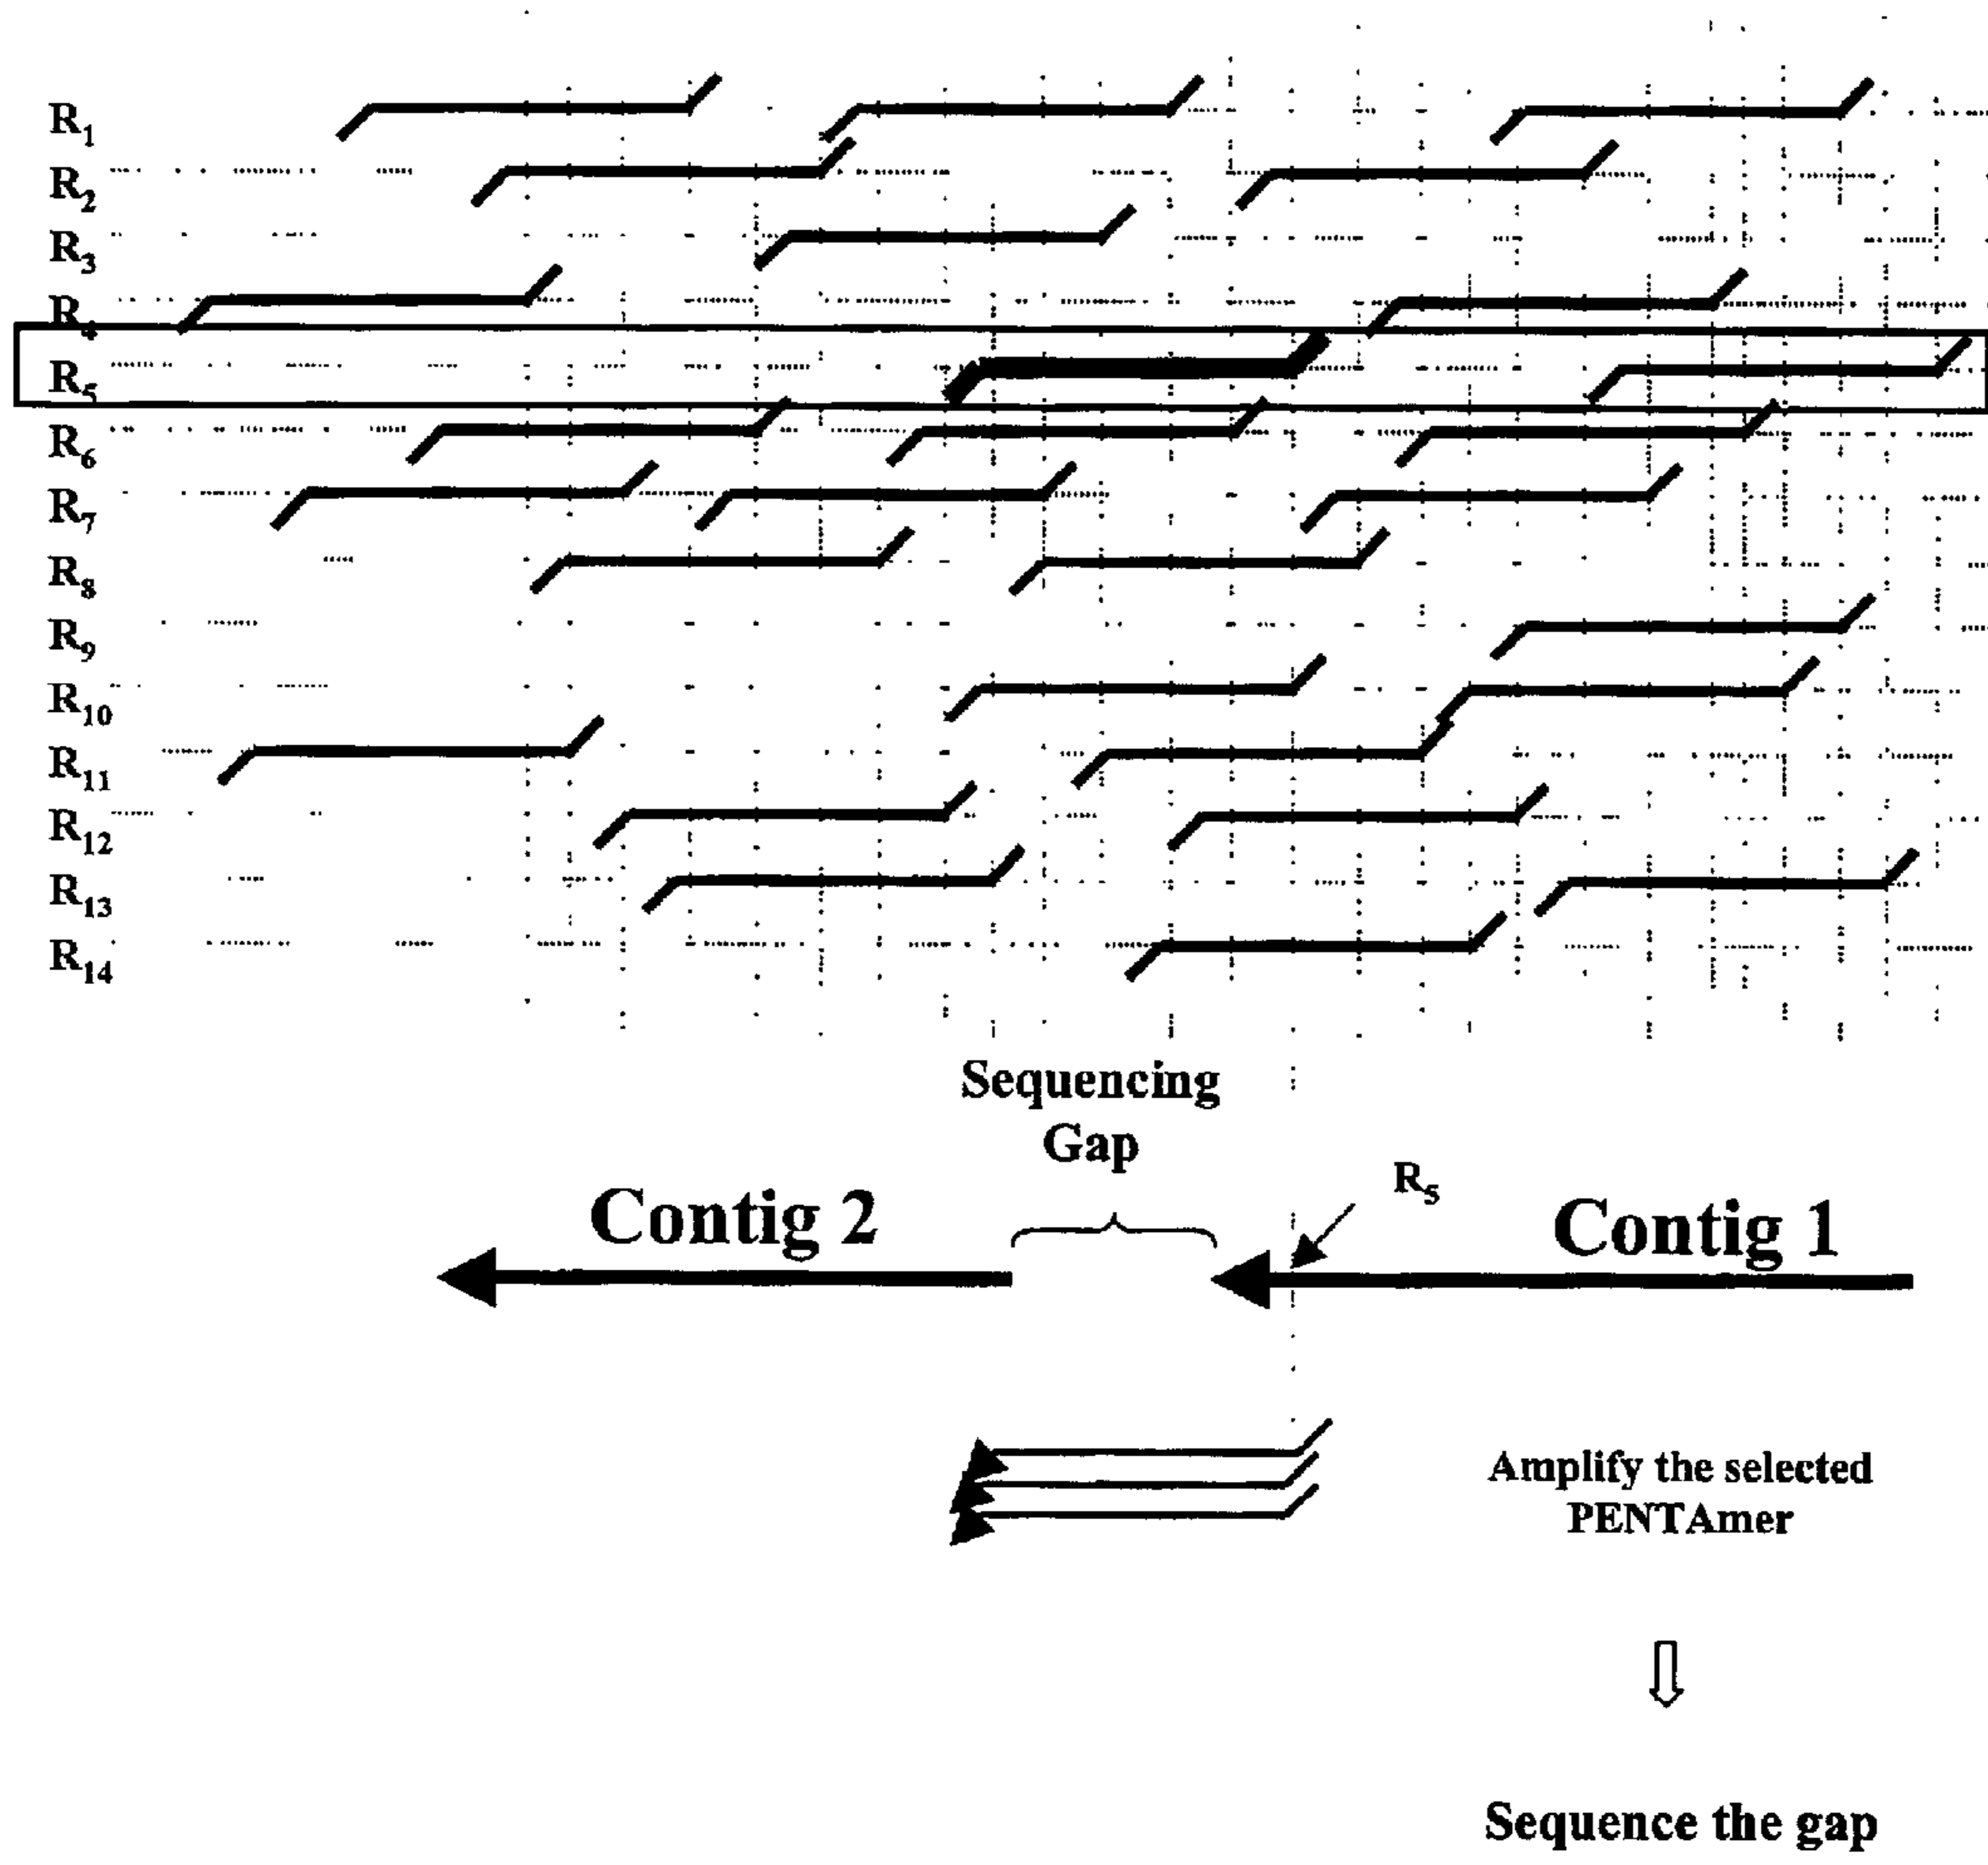 R1
R2
R3
R4
R5
R6
R7
R8
R9
R10
R11
R12
R13
R14
Sequencing
Gap
R5
Contig 2
Contig 1
Amplify the selected
PENTAmer
Sequence the gap